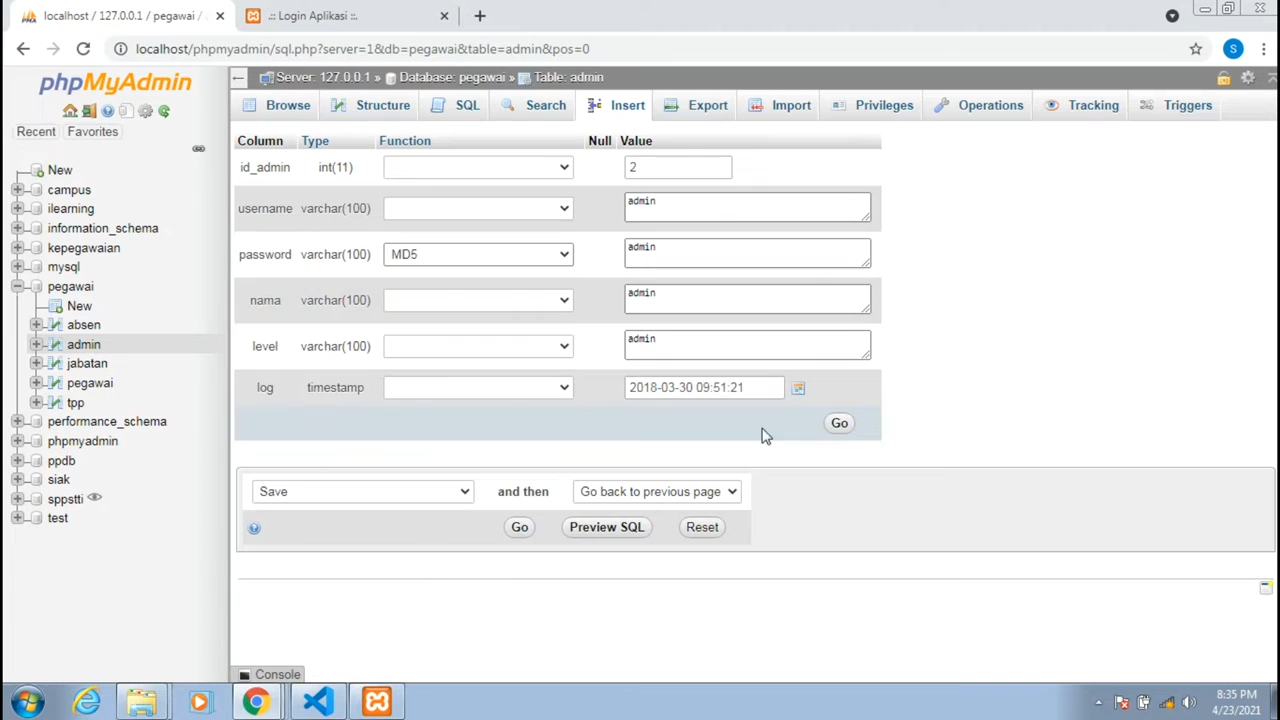 localhost / 127.0.0.1 / pegawai /
.:: Login Aplikasi ::.
localhost/phpmyadmin/sql.php?server=1&db=pegawai&table=admin&pos=0
S
phpMyAdmin
Recent
Favorites
New
campus
ilearning
information_schema
kepegawaian
mysql
pegawai
New
absen
admin
jabatan
pegawai
tpp
performance_schema
phpmyadmin
ppdb
siak
sppstti
test
Server: 127.0.0.1 » Database: pegawai » Table: admin
Browse Structure SQL Search Insert Export Import Privileges Operations Tracking Triggers
Column Type Function Null Value
id_admin int(11) 2
username varchar(100) admin
password varchar(100) MD5 admin
nama varchar(100) admin
level varchar(100) admin
log timestamp 2018-03-30 09:51:21
Go
Save and then Go back to previous page
Go Preview SQL Reset
Console
8:35 PM
4/23/2021